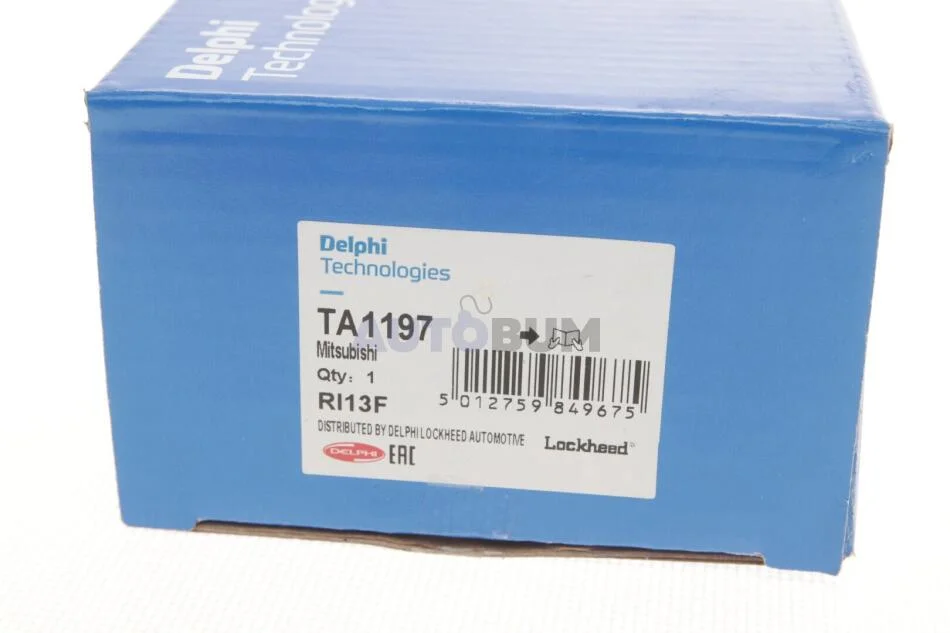 Delphi
Technologies
Delphi
Technologies
TA1197
AUTOBUM
Mitsubishi
Qty: 1
RI13F
5 012759 849675
DISTRIBUTED BY DELPHI LOCKHEED AUTOMOTIVE
Lockheed
DELPHI
EAC